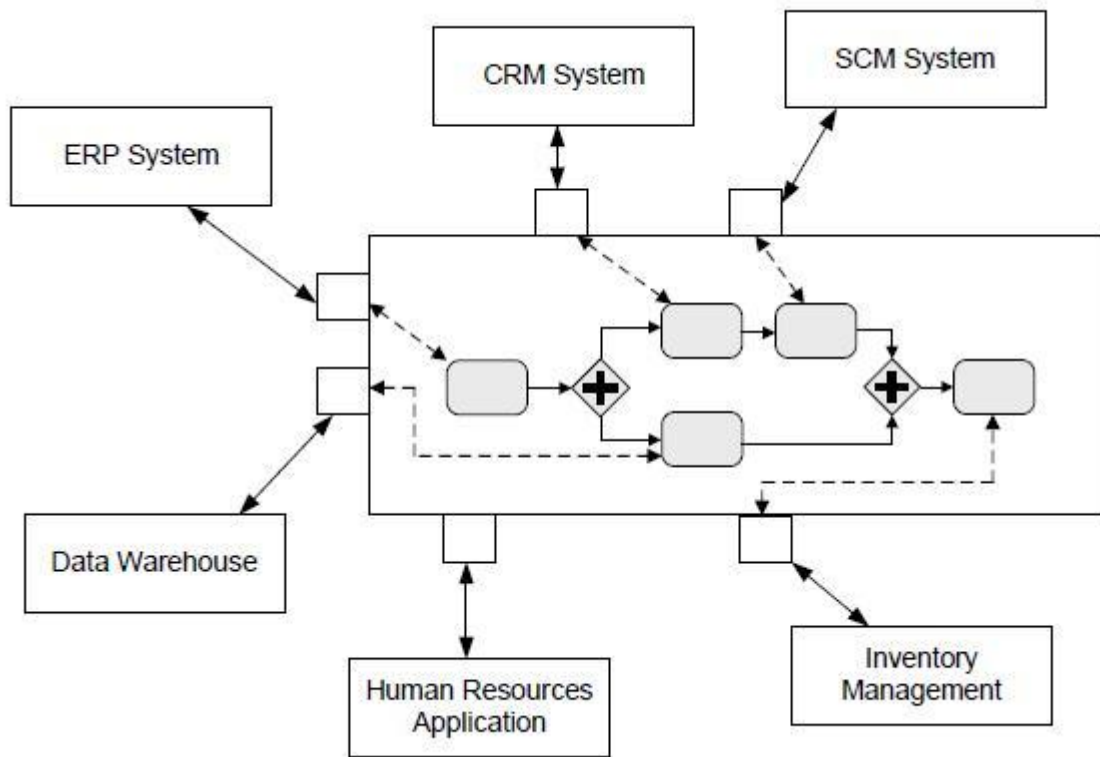 CRM System
SCM System
ERP System
Data Warehouse
Human Resources
Application
Inventory
Management